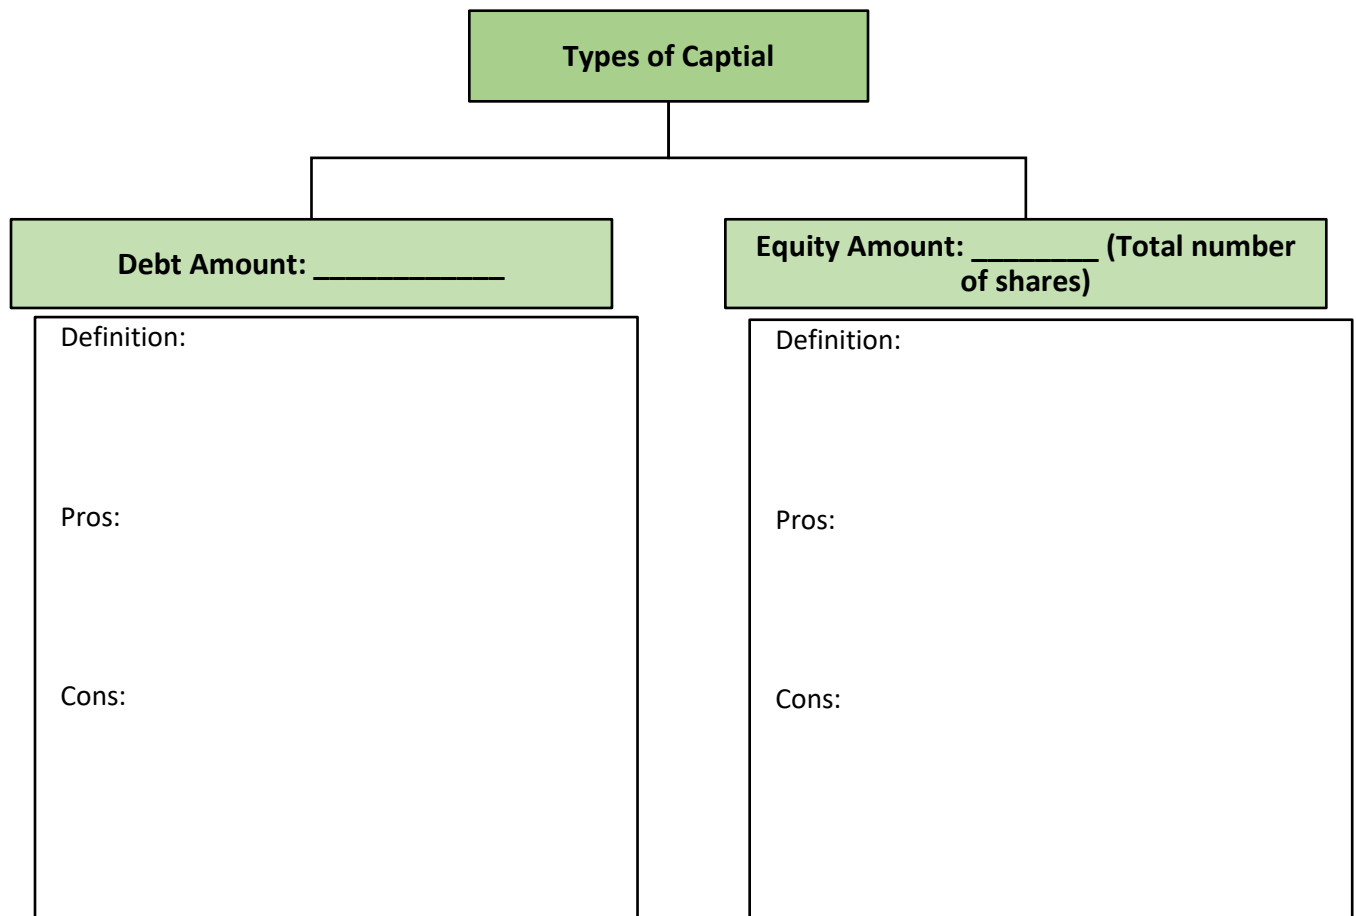 Types of Captial
Debt Amount: ____________
Equity Amount: ________ (Total number
of shares)
Definition:
Pros:
Cons:
Definition:
Pros:
Cons: